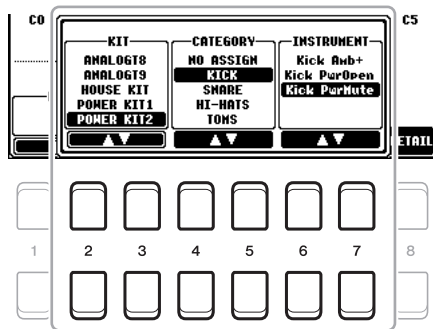 C0 C5
KIT CATEGORY INSTRUMENT
ANALOGT8 NO ASSIGN Kick Amb+
ANALOGT9 KICK Kick PwrOpen
HOUSE KIT SNARE Kick PwrMute
POWER KIT1 HI-HATS
POWER KIT2 TOMS
ETAIL
1 2 3 4 5 6 7 8